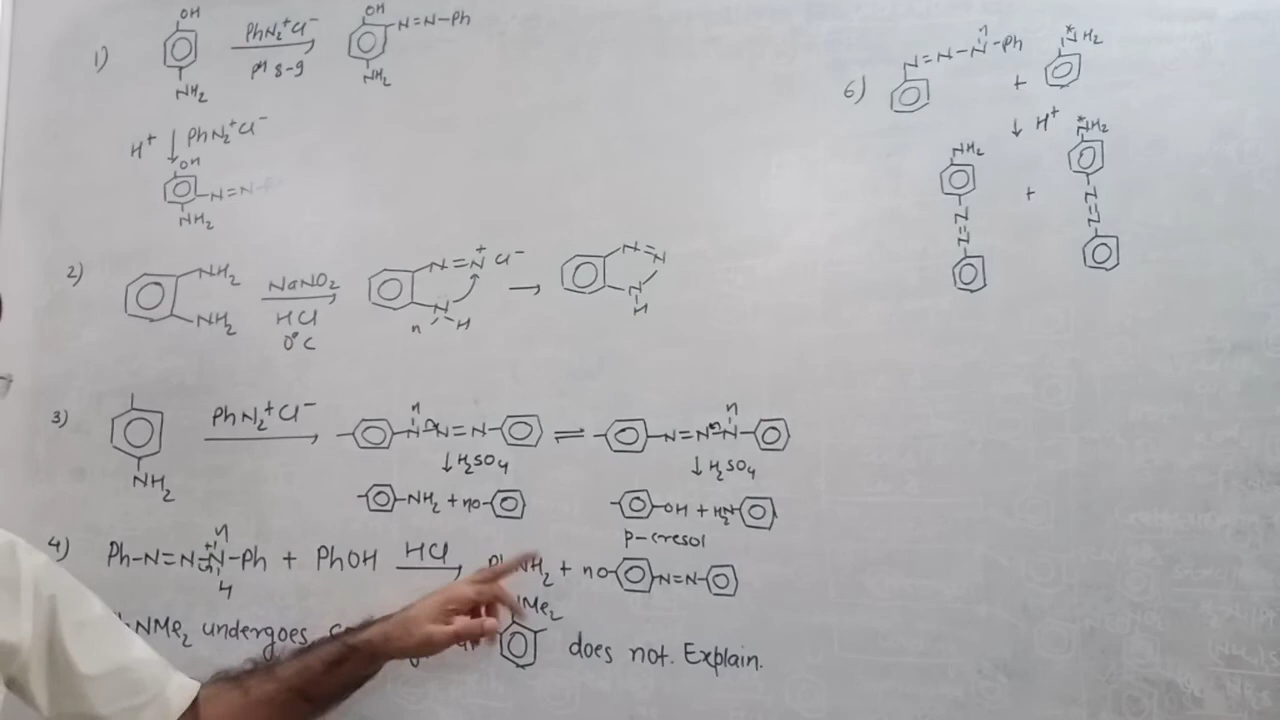 1)
OH
NH₂
PhN₂⁺Cl⁻
pH 8-9
OH
N=N-Ph
NH₂
H⁺ ↓ PhN₂⁺Cl⁻
OH
N=N
NH₂
2)
NH₂
NH₂
NaNO₂
HCl
0°C
N=N⁺ Cl⁻
N
H
H
→
N=N
N
H
3)
NH₂
PhN₂⁺Cl⁻
H
N-N=N
⇌
H
N=N-N
↓H₂SO₄
↓H₂SO₄
NH₂ + HO
OH + H₂N
p-cresol
4) Ph-N=N-N-Ph + PhOH
H
+
H
HCl
NH₂ + HO
N=N
NMe₂ undergoes
Me₂
does not. Explain.
6)
N=N-N-Ph
H
+
*
NH₂
↓ H⁺
NH₂
N=N
+
*
NH₂
N=N